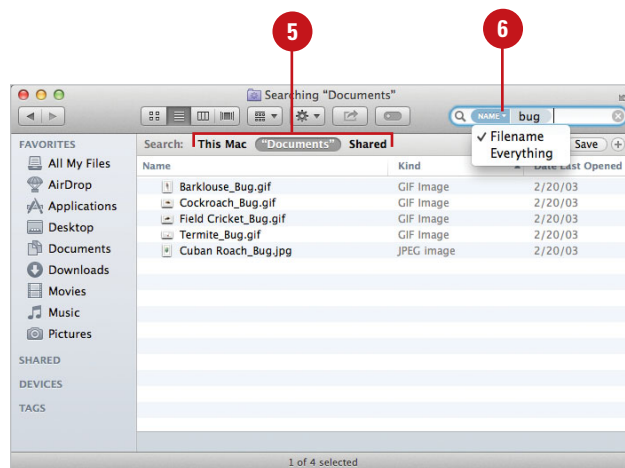 5
6
Searching "Documents"
NAME bug
Search: This Mac "Documents" Shared
Save
✓ Filename
Everything
FAVORITES
All My Files
AirDrop
Applications
Desktop
Documents
Downloads
Movies
Music
Pictures
SHARED
DEVICES
TAGS
Name Kind Date Last Opened
Barklouse_Bug.gif GIF Image 2/20/03
Cockroach_Bug.gif GIF Image 2/20/03
Field Cricket_Bug.gif GIF Image 2/20/03
Termite_Bug.gif GIF Image 2/20/03
Cuban Roach_Bug.jpg JPEG image 2/20/03
1 of 4 selected